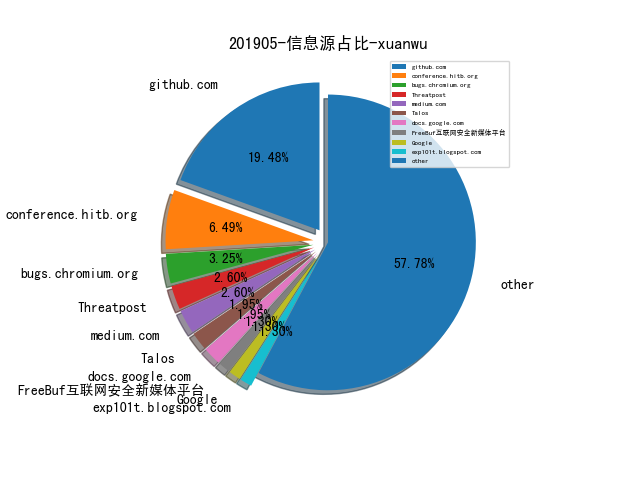 201905-信息源占比-xuanwu
github.com
19.48%
conference.hitb.org
6.49%
bugs.chromium.org
3.25%
Threatpost
2.60%
medium.com
2.60%
Talos
1.95%
docs.google.com
1.95%
FreeBuf互联网安全新媒体平台
1.30%
Google
1.30%
exp101t.blogspot.com
1.30%
other
57.78%
github.com
conference.hitb.org
bugs.chromium.org
Threatpost
medium.com
Talos
docs.google.com
FreeBuf互联网安全新媒体平台
Google
exp101t.blogspot.com
other